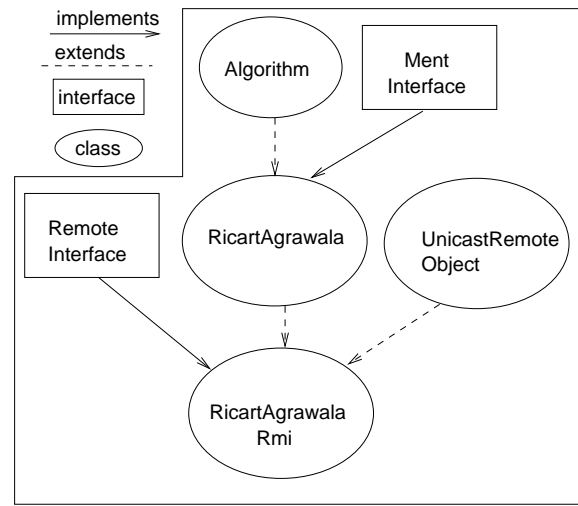 implements
extends
interface
class
Algorithm
Ment
Interface
Remote
Interface
RicartAgrawala
UnicastRemote
Object
RicartAgrawala
Rmi